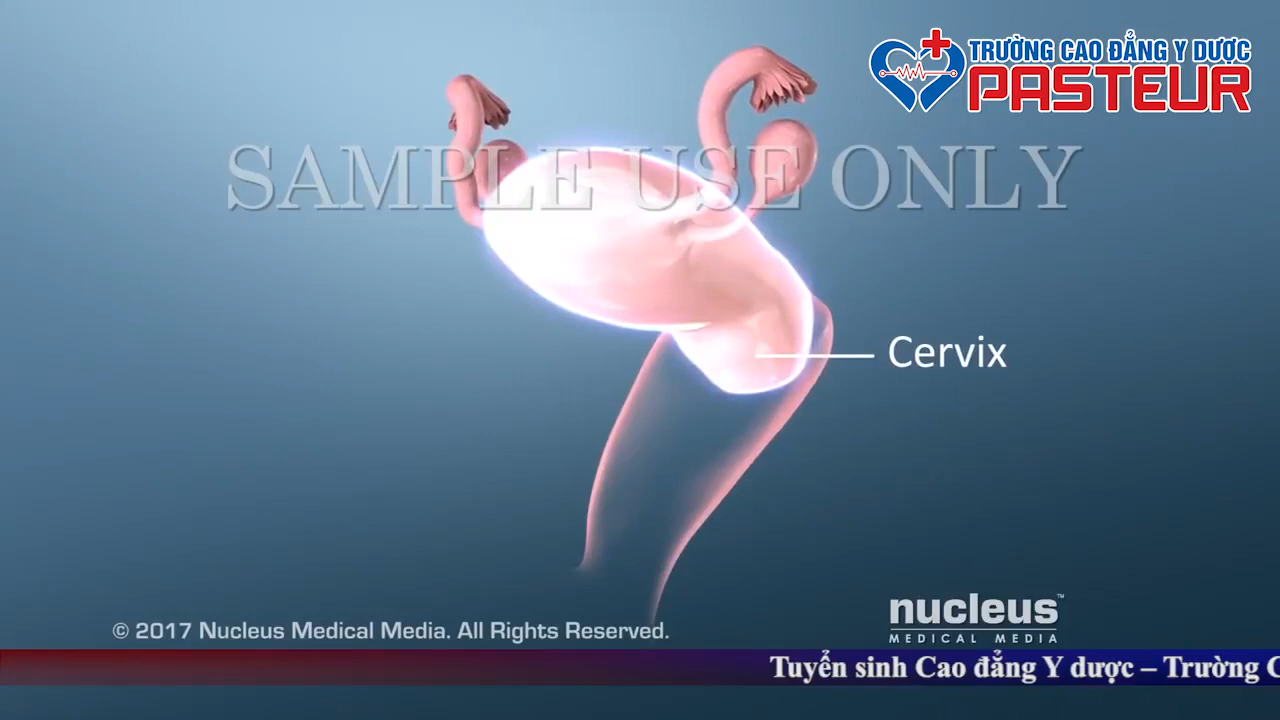 TRƯỜNG CAO ĐẲNG Y DƯỢC
PASTEUR
SAMPLE USE ONLY
Cervix
nucleus™
MEDICAL MEDIA
© 2017 Nucleus Medical Media. All Rights Reserved.
Tuyển sinh Cao đẳng Y dược – Trường C